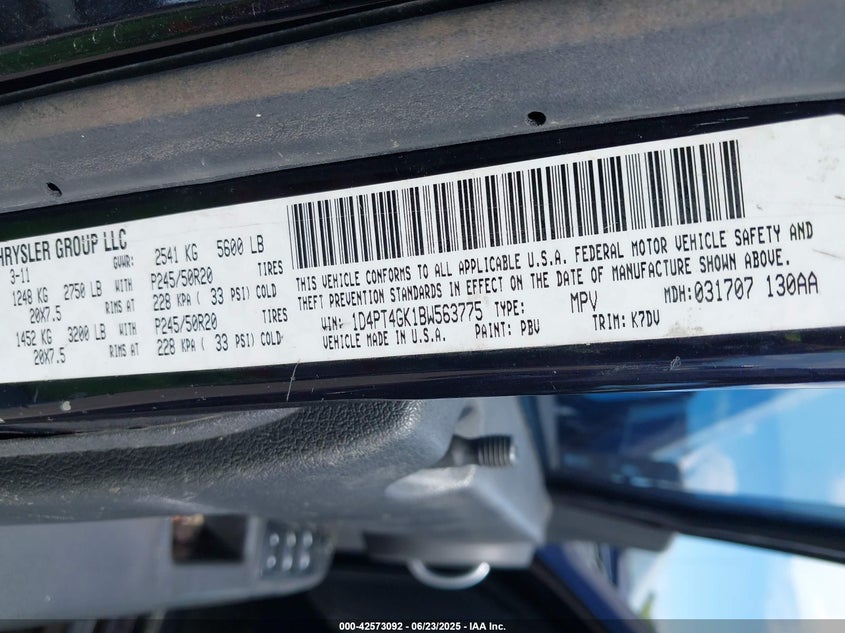 HRYSLER GROUP LLC
3-11 GVWR: 2541 KG 5600 LB
1248 KG 2750 LB P245/50R20 TIRES
20X7.5 RIMS AT 228 KPA ( 33 PSI) COLD
1452 KG 3200 LB P245/50R20 TIRES
20X7.5 RIMS AT 228 KPA ( 33 PSI) COLD
THIS VEHICLE CONFORMS TO ALL APPLICABLE U.S.A. FEDERAL MOTOR VEHICLE SAFETY AND
THEFT PREVENTION STANDARDS IN EFFECT ON THE DATE OF MANUFACTURE SHOWN ABOVE.
VIN: 1D4PT4GK1BW563775 TYPE: MPV MDH: 031707 130AA
VEHICLE MADE IN U.S.A. PAINT: PBV TRIM: K7DV
000-42573092 - 06/23/2025 - IAA Inc.